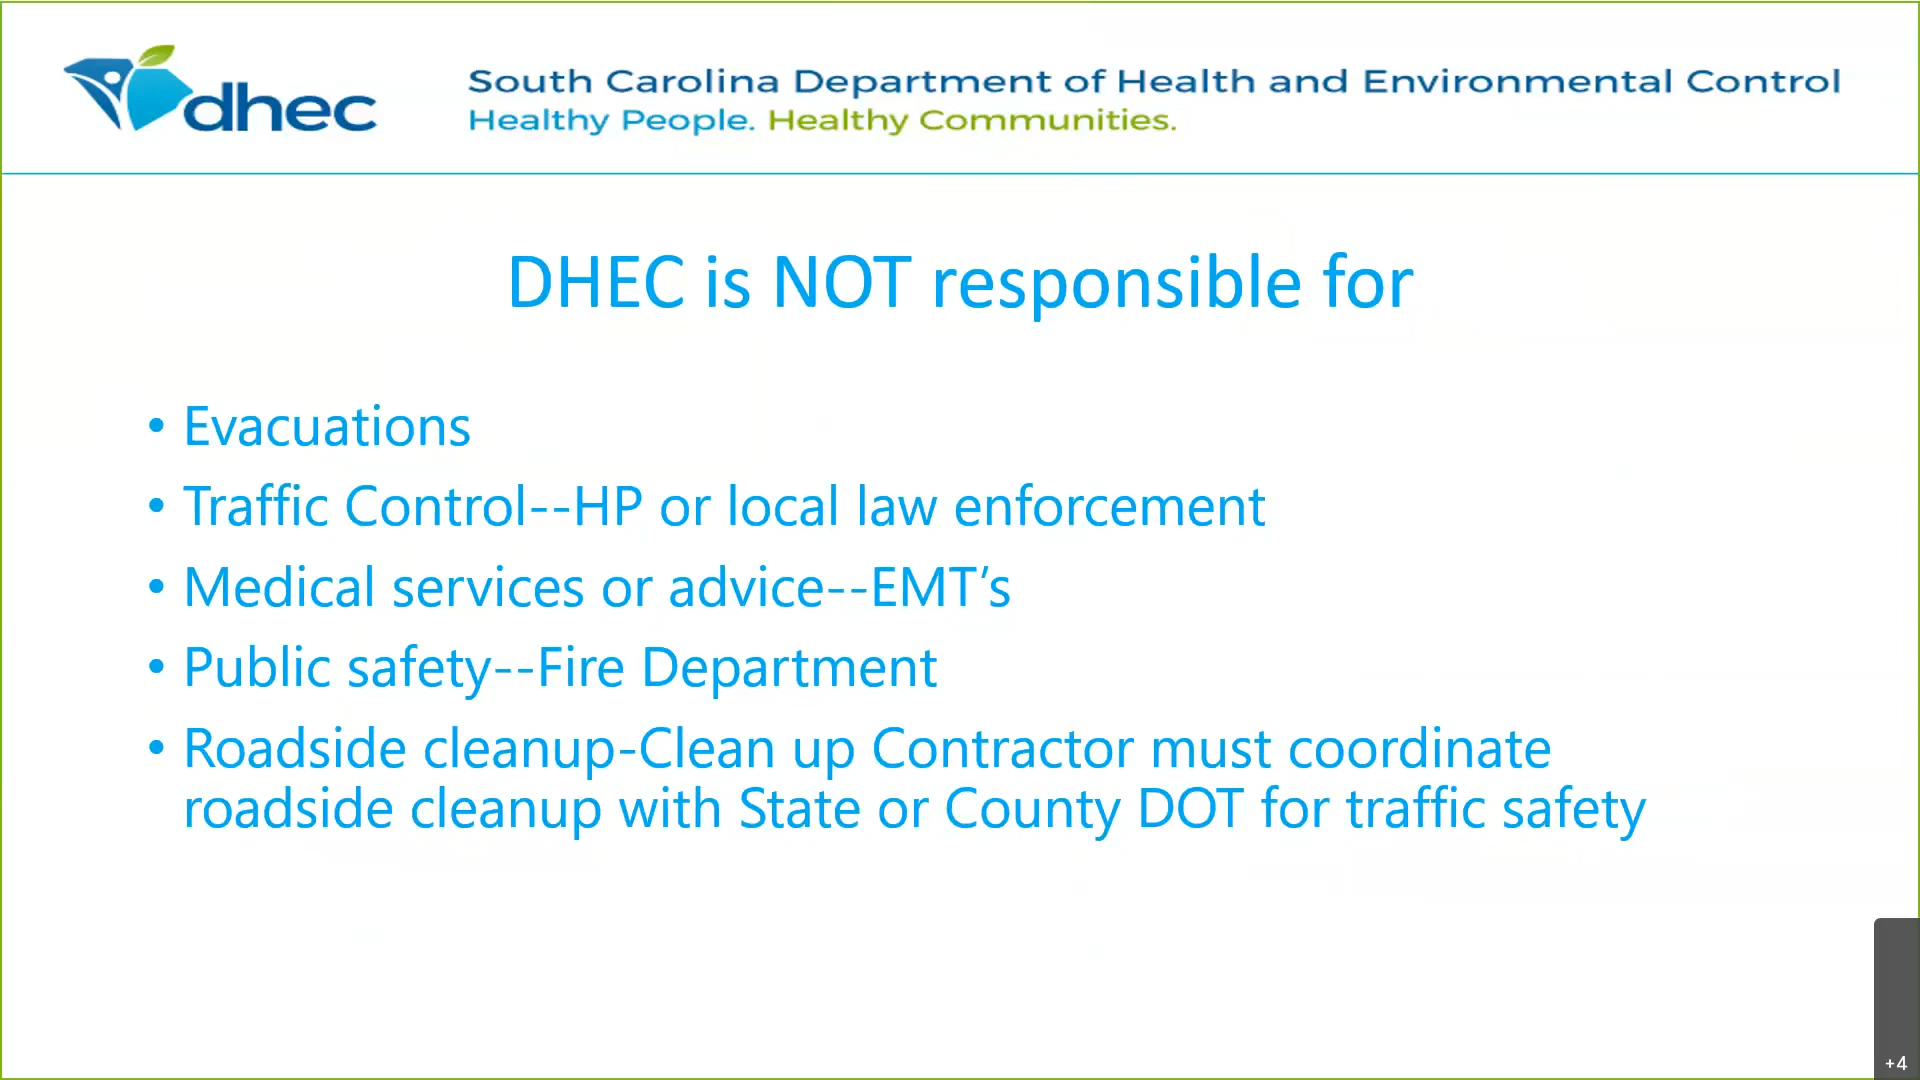 dhec
South Carolina Department of Health and Environmental Control
Healthy People. Healthy Communities.
DHEC is NOT responsible for
• Evacuations
• Traffic Control--HP or local law enforcement
• Medical services or advice--EMT’s
• Public safety--Fire Department
• Roadside cleanup-Clean up Contractor must coordinate
roadside cleanup with State or County DOT for traffic safety
+4